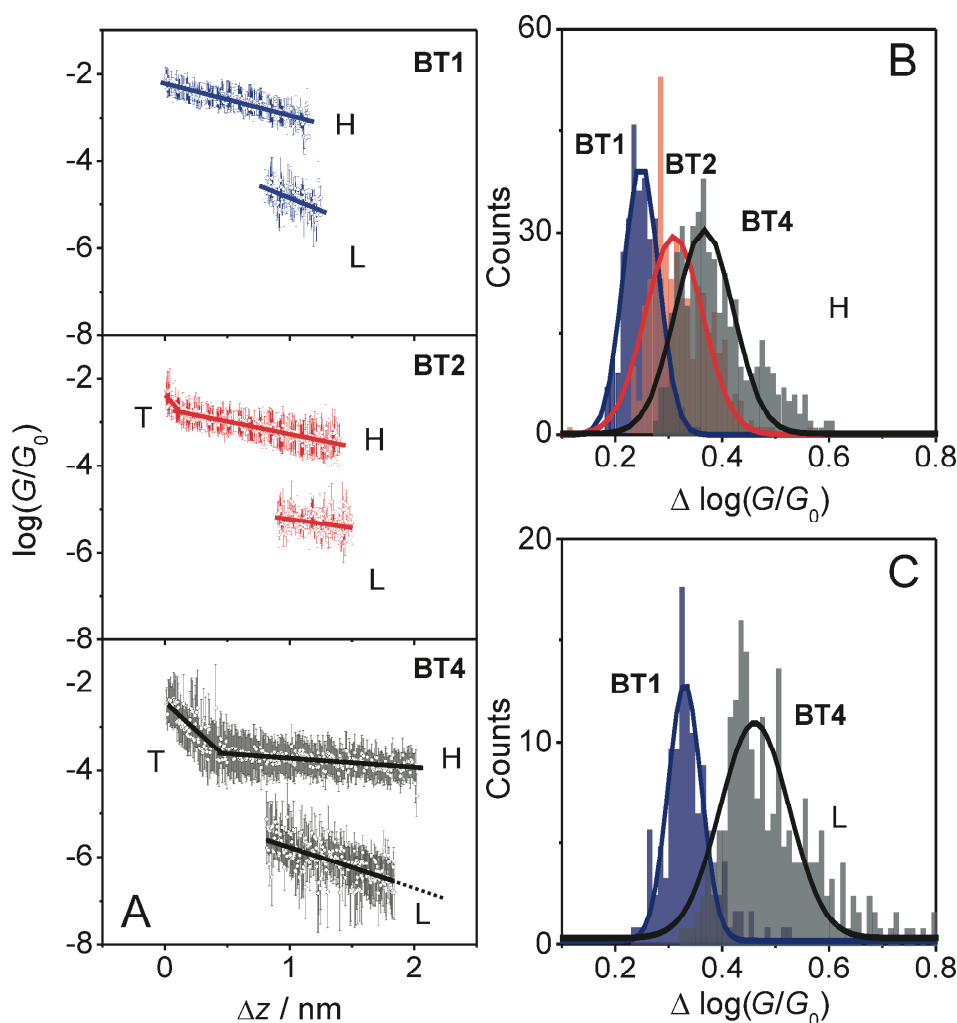 BT1
-2
H
-4
L
-6
-8
BT2
-2
T
H
-4
-6
L
-8
BT4
-2
T
H
-4
-6
A
L
-8
0
1
2
log(G/G₀)
Δz / nm
60
B
BT1
BT2
BT4
30
H
0
0.2
0.4
0.6
0.8
Counts
Δ log(G/G₀)
20
C
BT1
BT4
10
L
0
0.2
0.4
0.6
0.8
Counts
Δ log(G/G₀)